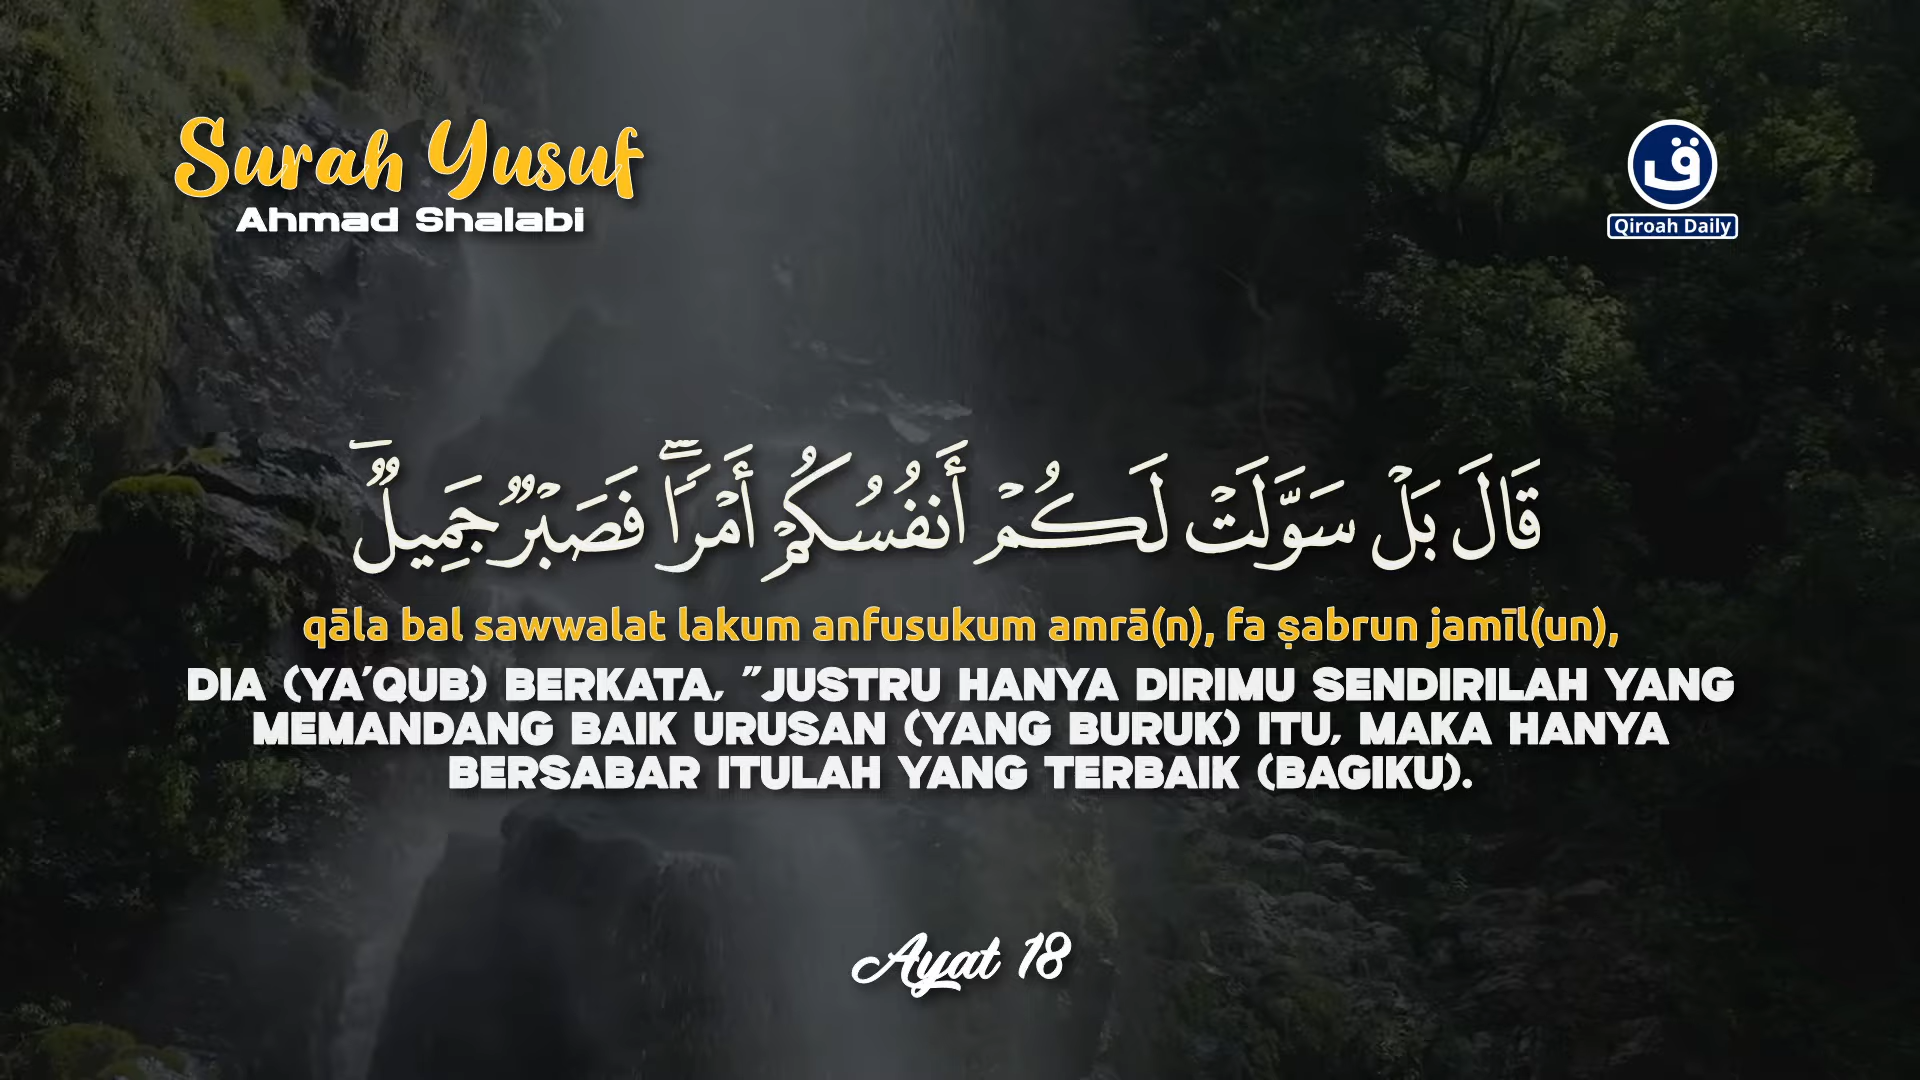 Surah Yusuf
Ahmad Shalabi
ق
Qiroah Daily
قَالَ بَلْ سَوَّلَتْ لَكُمْ أَنفُسُكُمْ أَمْرًاۖ فَصَبْرٌ جَمِيلٌۖ
qāla bal sawwalat lakum anfusukum amrā(n), fa ṣabrun jamīl(un),
DIA (YA'QUB) BERKATA, "JUSTRU HANYA DIRIMU SENDIRILAH YANG
MEMANDANG BAIK URUSAN (YANG BURUK) ITU, MAKA HANYA
BERSABAR ITULAH YANG TERBAIK (BAGIKU).
Ayat 18